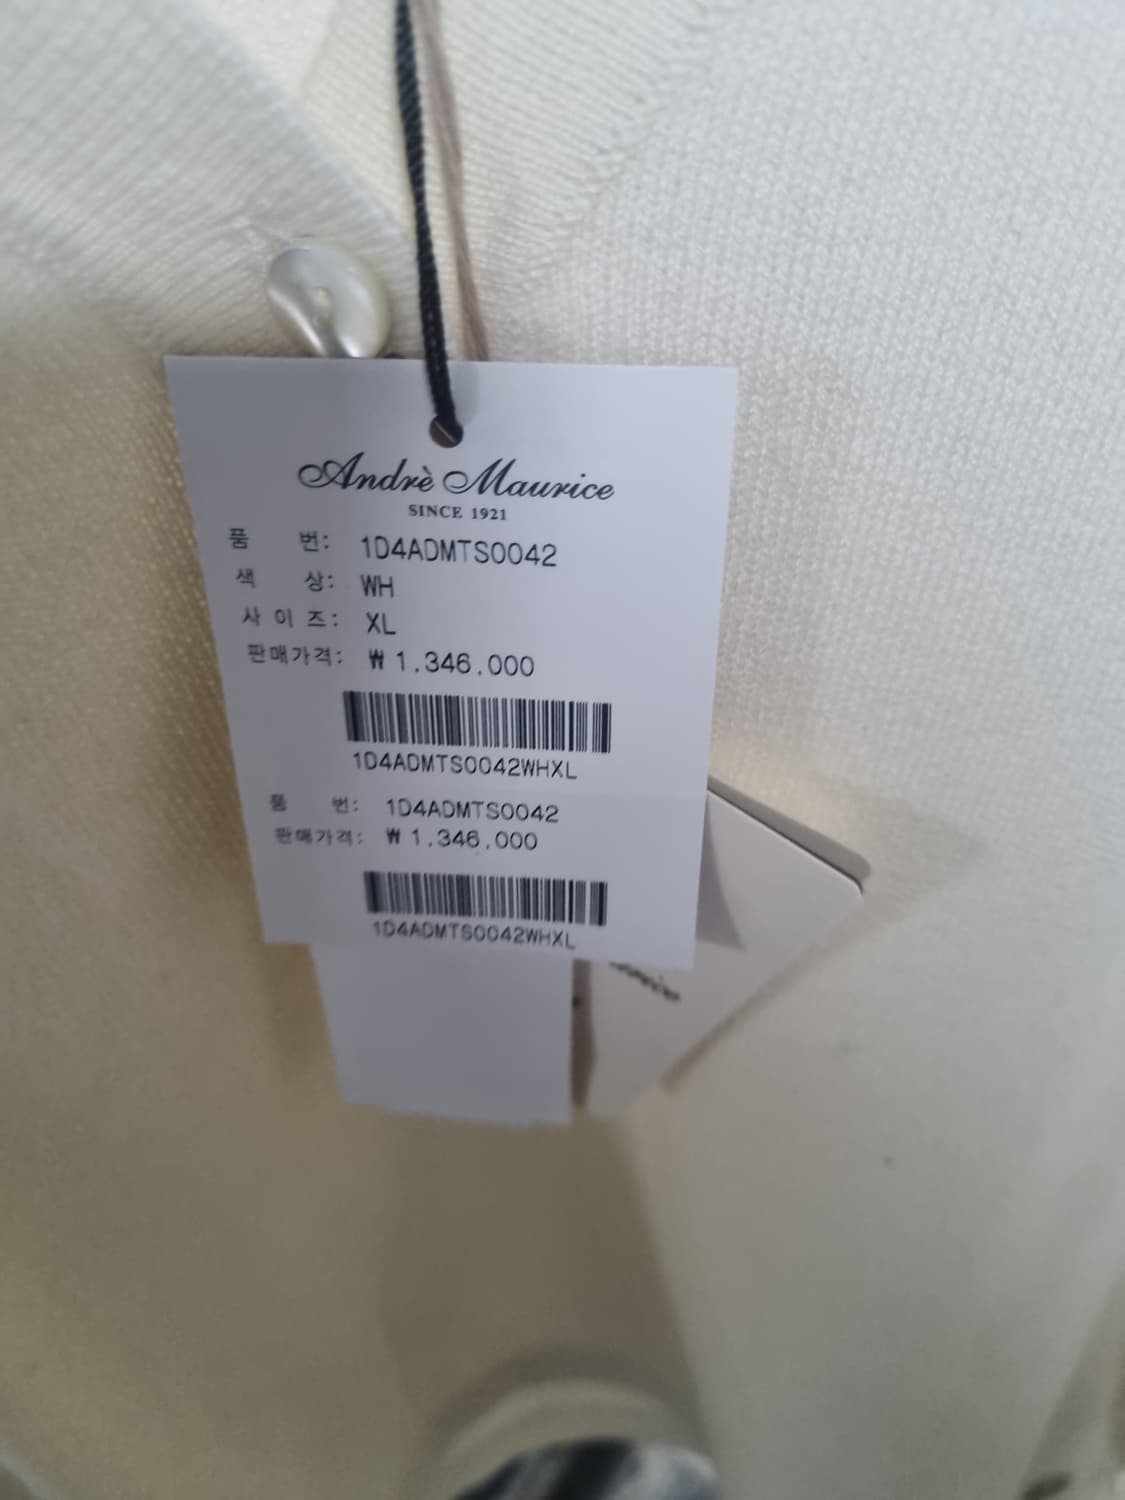 Andrè Maurice
SINCE 1921
품 번: 1D4ADMTS0042
색 상: WH
사 이 즈: XL
판매가격: ₩ 1.346.000
1D4ADMTS0042WHXL
품 번: 1D4ADMTS0042
판매가격: ₩ 1.346.000
1D4ADMTS0042WHXL